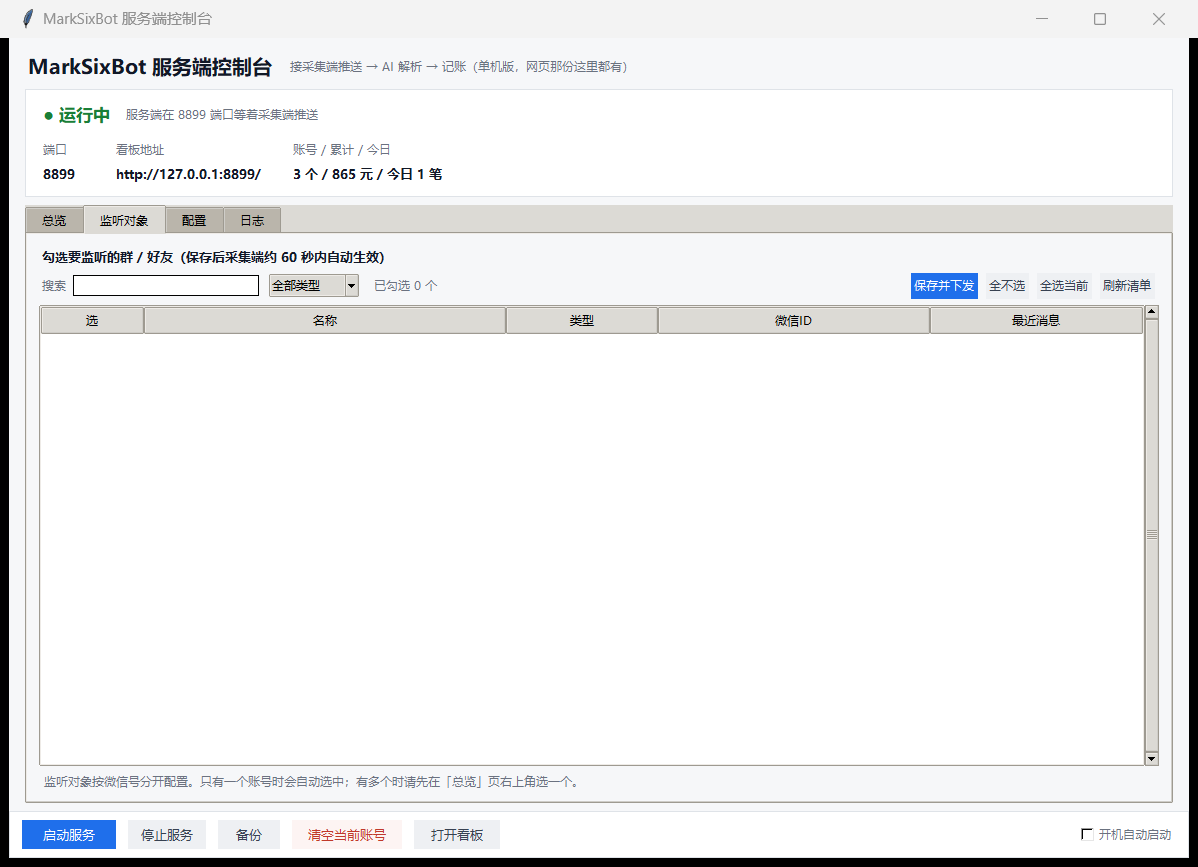 MarkSixBot 服务端控制台
MarkSixBot 服务端控制台 接采集端推送 → AI 解析 → 记账（单机版，网页那份这里都有）
● 运行中 服务端在 8899 端口等着采集端推送
端口 看板地址 账号 / 累计 / 今日
8899 http://127.0.0.1:8899/ 3 个 / 865 元 / 今日 1 笔
总览 监听对象 配置 日志
勾选要监听的群 / 好友（保存后采集端约 60 秒内自动生效）
搜索 全部类型 已勾选 0 个 保存并下发 全不选 全选当前 刷新清单
选 名称 类型 微信ID 最近消息
监听对象按微信号分开配置。只有一个账号时会自动选中；有多个时请先在「总览」页右上角选一个。
启动服务 停止服务 备份 清空当前账号 打开看板 开机自动启动